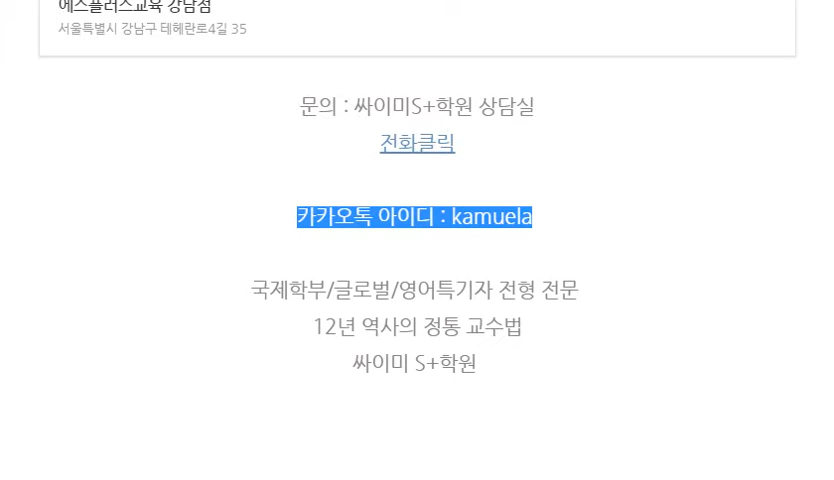 에스플러스교육 강남점
서울특별시 강남구 테헤란로4길 35
문의 : 싸이미S+학원 상담실
전화클릭
카카오톡 아이디 : kamuela
국제학부/글로벌/영어특기자 전형 전문
12년 역사의 정통 교수법
싸이미 S+학원